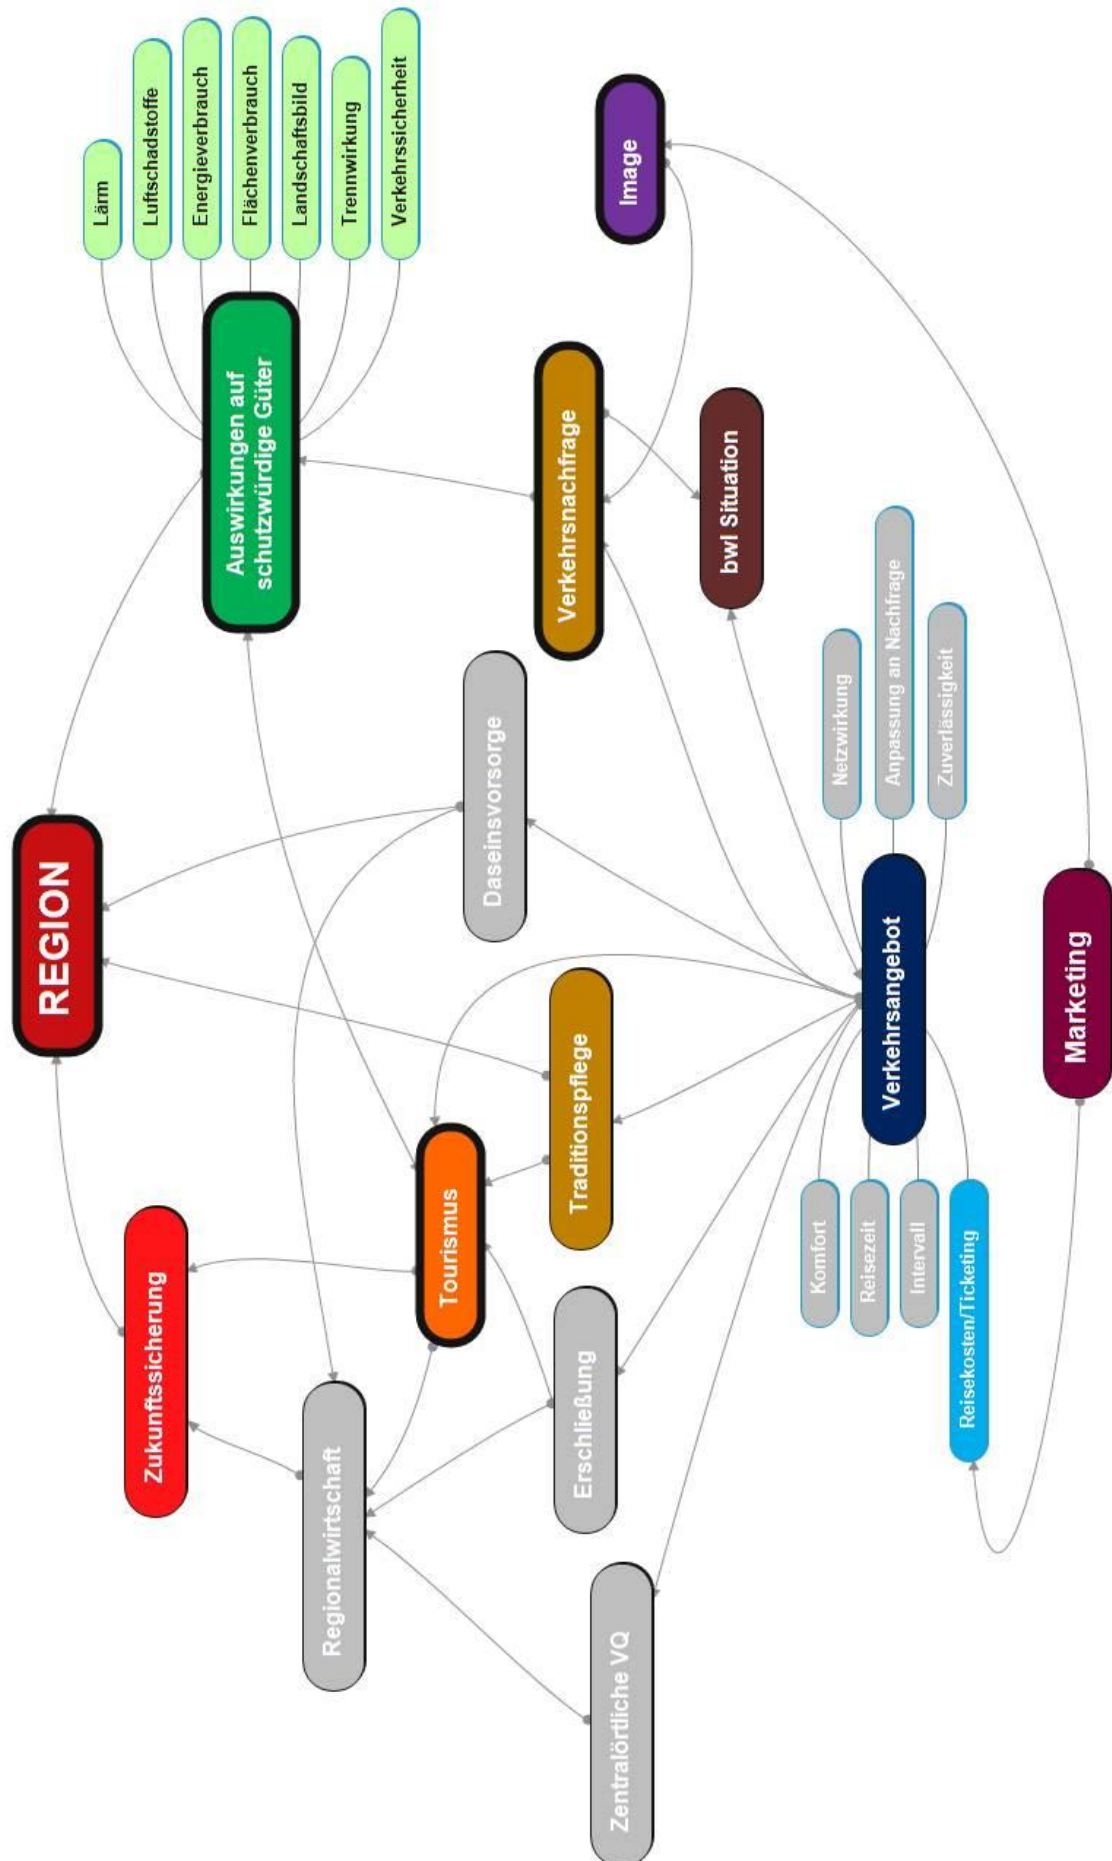 REGION
Zukunftssicherung
Auswirkungen auf
schutzwürdige Güter
Lärm
Luftschadstoffe
Energieverbrauch
Flächenverbrauch
Landschaftsbild
Trennwirkung
Verkehrssicherheit
Regionalwirtschaft
Tourismus
Daseinsvorsorge
Zentralörtliche VQ
Erschließung
Traditionspflege
Verkehrsnachfrage
Image
bwl Situation
Komfort
Reisezeit
Intervall
Reisekosten/Ticketing
Verkehrsangebot
Netzwirkung
Anpassung an Nachfrage
Zuverlässigkeit
Marketing